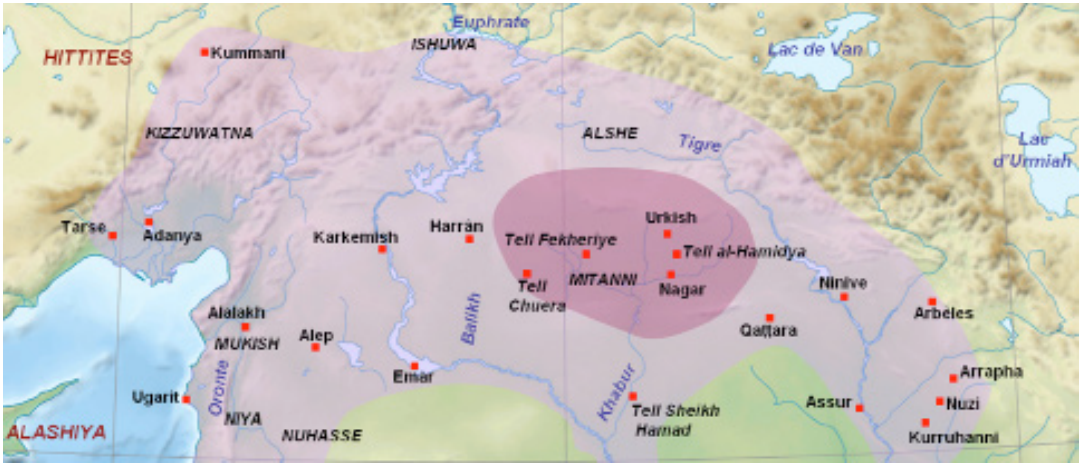 Euphrate
ISHUWA
Lac de Van
HITTITES
Kummani
KIZZUWATNA
ALSHE
Tigre
Lac
d'Urmiah
Tarse
Adanya
Karkemish
Harrân
Urkish
Tell Fekheriye
Tell al-Hamidya
MITANNI
Tell
Chuera
Nagar
Ninive
Arbeles
Alalakh
MUKISH
Alep
Balikh
Qaṭṭara
Emar
Oronte
Ugarit
Khabur
Arrapha
NIYA
NUHASSE
Tell Sheikh
Hamad
Assur
Nuzi
Kurruhanni
ALASHIYA